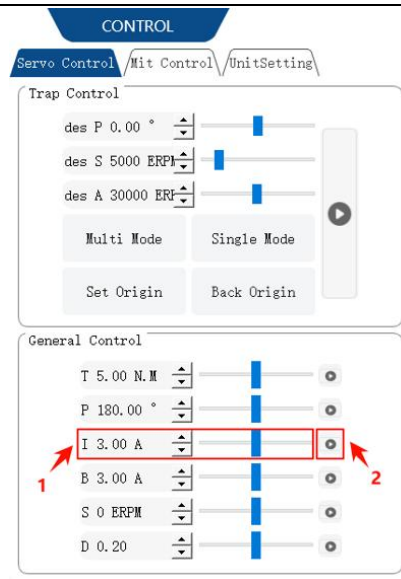 CONTROL
Servo Control Mit Control UnitSetting
Trap Control
des P 0.00 °
des S 5000 ERPM
des A 30000 ERF
Multi Mode Single Mode
Set Origin Back Origin
General Control
T 5.00 N.M
P 180.00 °
I 3.00 A
1 2
B 3.00 A
S 0 ERPM
D 0.20